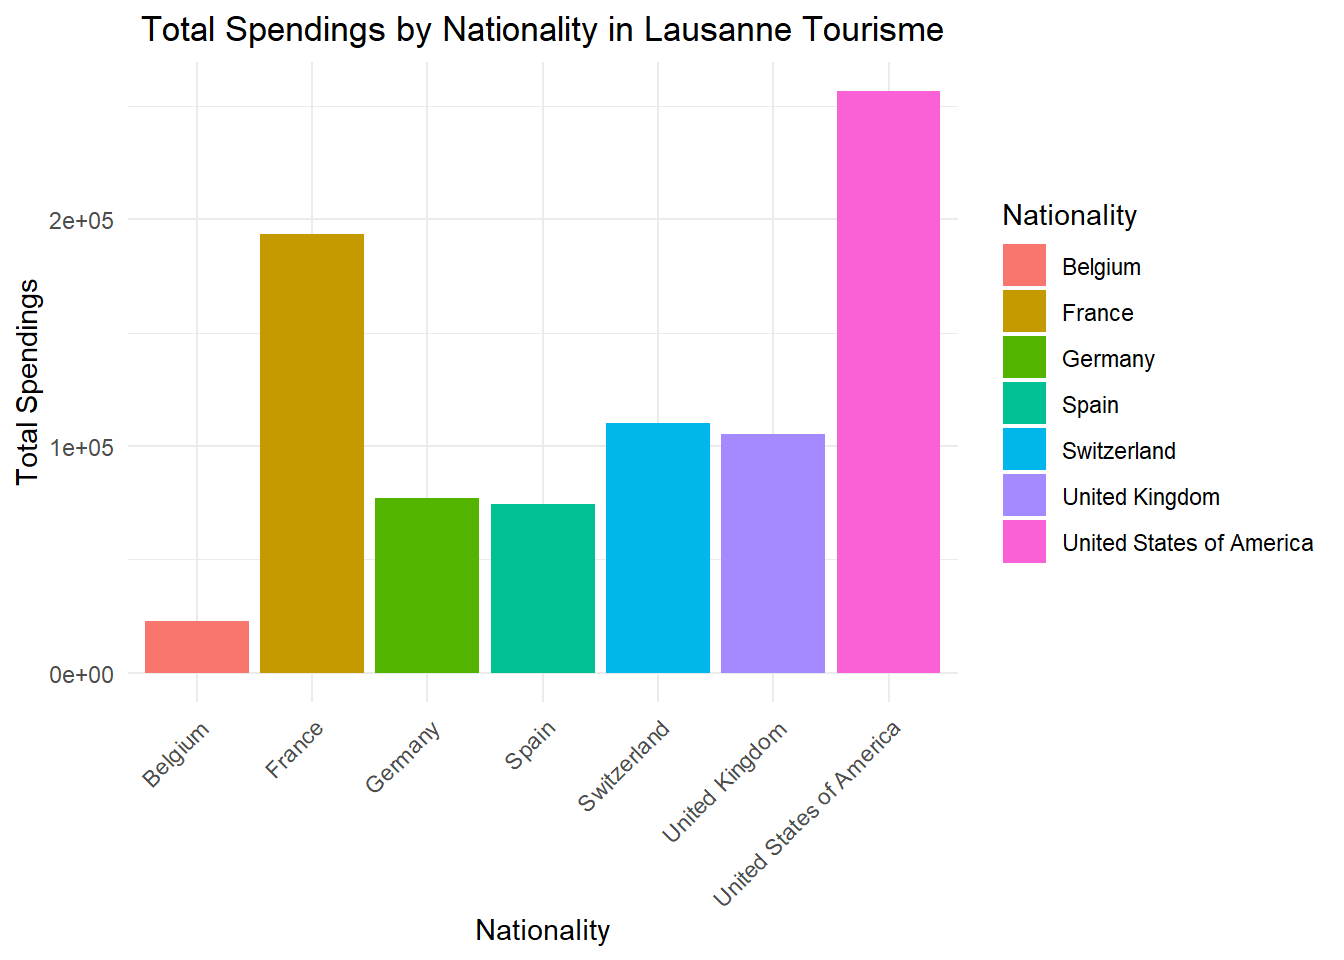 Total Spendings by Nationality in Lausanne Tourisme
Total Spendings
2e+05
1e+05
0e+00
Belgium
France
Germany
Spain
Switzerland
United Kingdom
United States of America
Nationality
Nationality
Belgium
France
Germany
Spain
Switzerland
United Kingdom
United States of America